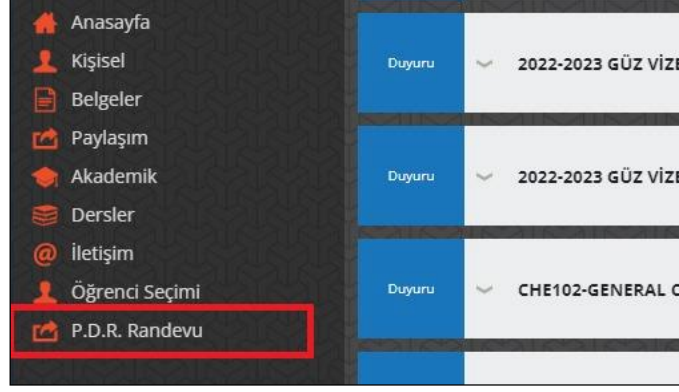 Anasayfa
Kişisel
Belgeler
Paylaşım
Akademik
Dersler
İletişim
Öğrenci Seçimi
P.D.R. Randevu
Duyuru
2022-2023 GÜZ VİZE
Duyuru
2022-2023 GÜZ VİZE
Duyuru
CHE102-GENERAL